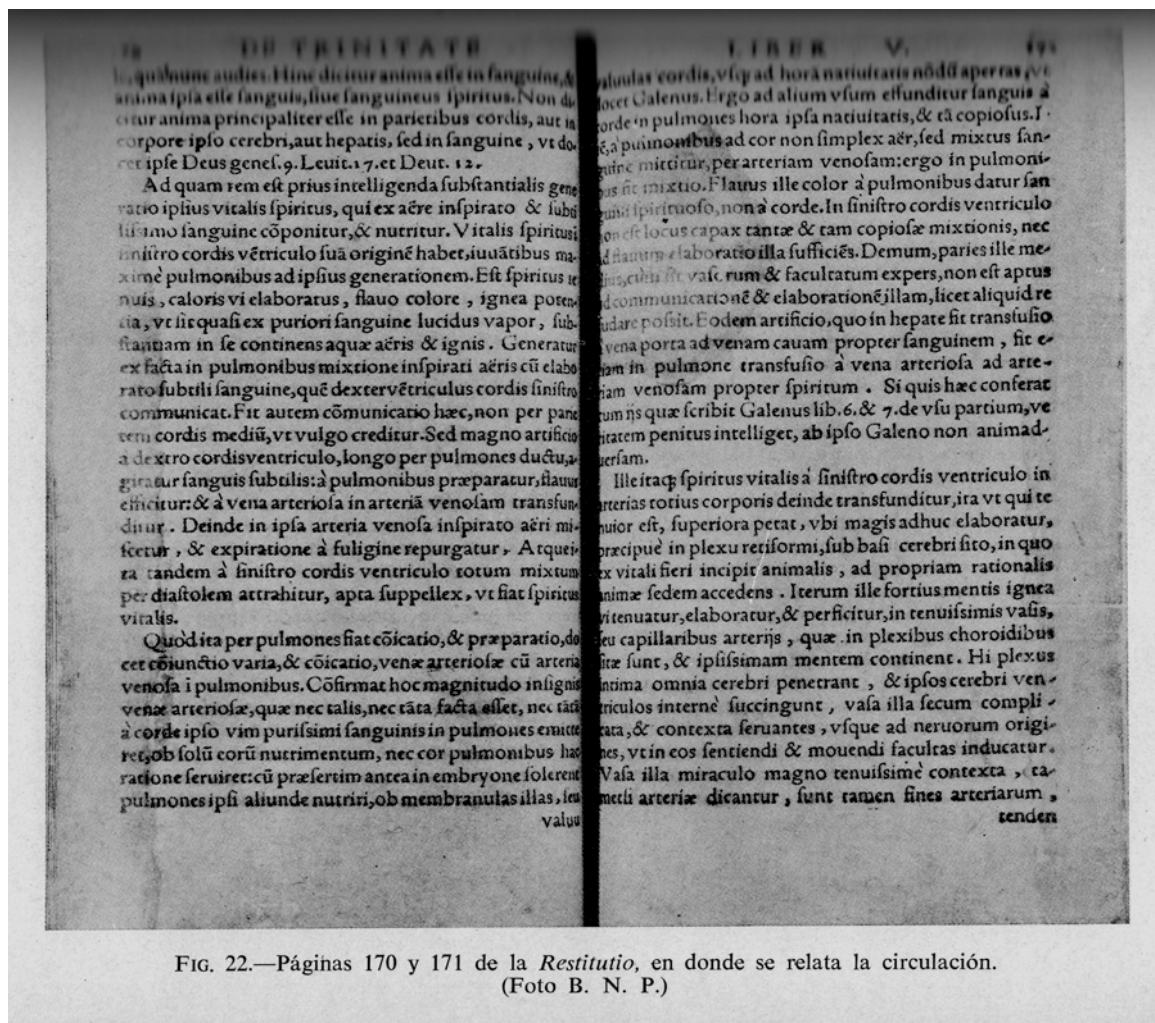 DE TRINITATE
quàmune audies. Hinc dicitur anima esse in sanguine, &
anima ipsa esse sanguis, siue sanguineus spiritus. Non di
citur anima principaliter esse in parietibus cordis, aut in
corpore ipso cerebri, aut hepatis, sed in sanguine, vt do.
cet ipse Deus genes. 9. Leuit. 17. et Deut. 12.
Ad quam rem est prius intelligenda substantialis gene
ratio ipsius vitalis spiritus, qui ex aëre inspirato & subti
lissimo sanguine cōponitur, & nutritur. Vitalis spiritus i
sinistro cordis vētriculo suā originē habet, iuuātibus ma-
ximè pulmonibus ad ipsius generationem. Est spiritus te
nuis, caloris vi elaboratus, flauo colore, ignea poten-
tia, vt sit quasi ex puriori sanguine lucidus vapor, sub-
stantiam in se continens aquæ aëris & ignis. Generatur
ex facta in pulmonibus mixtione inspirati aëris cū elabo
rato subtili sanguine, quē dexter vētriculus cordis sinistro
communicat. Fit autem cōmunicatio hæc, non per parie
tem cordis mediū, vt vulgo creditur. Sed magno artificio
a dextro cordis ventriculo, longo per pulmones ductu, a-
gitatur sanguis subtilis: à pulmonibus præparatur, flauus
efficitur: & à vena arteriosa in arteriā venosam transfun-
ditur. Deinde in ipsa arteria venosa inspirato aëri mi-
scetur, & expiratione à fuligine repurgatur. Atque i-
ta tandem à sinistro cordis ventriculo totum mixtum
per diastolem attrahitur, apta suppellex, vt fiat spiritus
vitalis.
Quòd ita per pulmones fiat cōicatio, & præparatio, do
cet cōiunctio varia, & cōicatio, venæ arteriosæ cū arteria
venosa i pulmonibus. Cōfirmat hoc magnitudo insignis
venæ arteriosæ, quæ nec talis, nec tāta facta esset, nec tātā
à corde ipso vim purissimi sanguinis in pulmones emitte
ret, ob solū corū nutrimentum, nec cor pulmonibus hac
ratione seruiret: cū præsertim antea in embryone solerent
pulmones ipsi aliunde nutriri, ob membranulas illas, seu
valuu
LIBER V. 171
uulas cordis, vsq ad horā natiuitatis nōdū apertas, vt
docet Galenus. Ergo ad alium vsum effunditur sanguis à
corde in pulmones hora ipsa natiuitatis, & tā copiosus. I-
tē, à pulmonibus ad cor non simplex aër, sed mixtus san-
guine mittitur, per arteriam venosam: ergo in pulmoni-
bus fit mixtio. Flauus ille color à pulmonibus datur san
guini spirituoso, non à corde. In sinistro cordis ventriculo
non est locus capax tantæ & tam copiosæ mixtionis, nec
ad flauum elaboratio illa sufficiēs. Demum, paries ille me-
dius, cùm sit vasorum & facultatum expers, non est aptus
ad communicationē & elaborationē illam, licet aliquid re
sudare possit. Eodem artificio, quo in hepate fit transfusio
à vena porta ad venam cauam propter sanguinem, fit e-
tiam in pulmone transfusio à vena arteriosa ad arte-
riam venosam propter spiritum. Si quis hæc conferat
cum ijs quæ scribit Galenus lib. 6. & 7. de vsu partium, ve
ritatem penitus intelliget, ab ipso Galeno non animad-
uersam.
Ille itaq; spiritus vitalis à sinistro cordis ventriculo in
arterias totius corporis deinde transfunditur, ita vt qui te
nuior est, superiora petat, vbi magis adhuc elaboratur,
præcipuè in plexu retiformi, sub basi cerebri sito, in quo
ex vitali fieri incipit animalis, ad propriam rationalis
animæ sedem accedens. Iterum ille fortius mentis ignea
vi tenuatur, elaboratur, & perficitur, in tenuissimis vasis,
seu capillaribus arterijs, quæ in plexibus choroidibus
sitæ sunt, & ipsissimam mentem continent. Hi plexus
intima omnia cerebri penetrant, & ipsos cerebri ven-
triculos internè succingunt, vasa illa secum compli-
cata, & contexta seruantes, vsque ad neruorum origi-
nes, vt in eos sentiendi & mouendi facultas inducatur.
Vasa illa miraculo magno tenuissimè contexta, ta-
metsi arteriæ dicantur, sunt tamen fines arteriarum,
tenden
FIG. 22.—Páginas 170 y 171 de la Restitutio, en donde se relata la circulación.
(Foto B. N. P.)